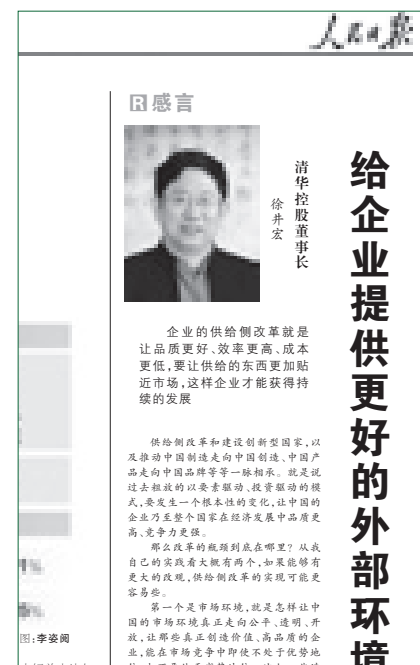 人民日报
R感言
清华控股董事长
徐井宏
给企业提供更好的外部环境
企业的供给侧改革就是
让品质更好、效率更高、成本
更低,要让供给的东西更加贴
近市场,这样企业才能获得持
续的发展
供给侧改革和建设创新型国家,以
及推动中国制造走向中国创造、中国产
品走向中国品牌等等一脉相承。就是说
过去粗放的以要素驱动、投资驱动的模
式,要发生一个根本性的变化,让中国的
企业乃至整个国家在经济发展中品质更
高、竞争力更强。
那么改革的瓶颈到底在哪里？从我
自己的实践看大概有两个,如果能够有
更大的改观,供给侧改革的实现可能更
容易些。
第一个是市场环境,就是怎样让中
国的市场环境真正走向公平、透明、开
放,让那些真正创造价值、高品质的企
业,能在市场竞争中即使不处于优势地
图:李姿阅